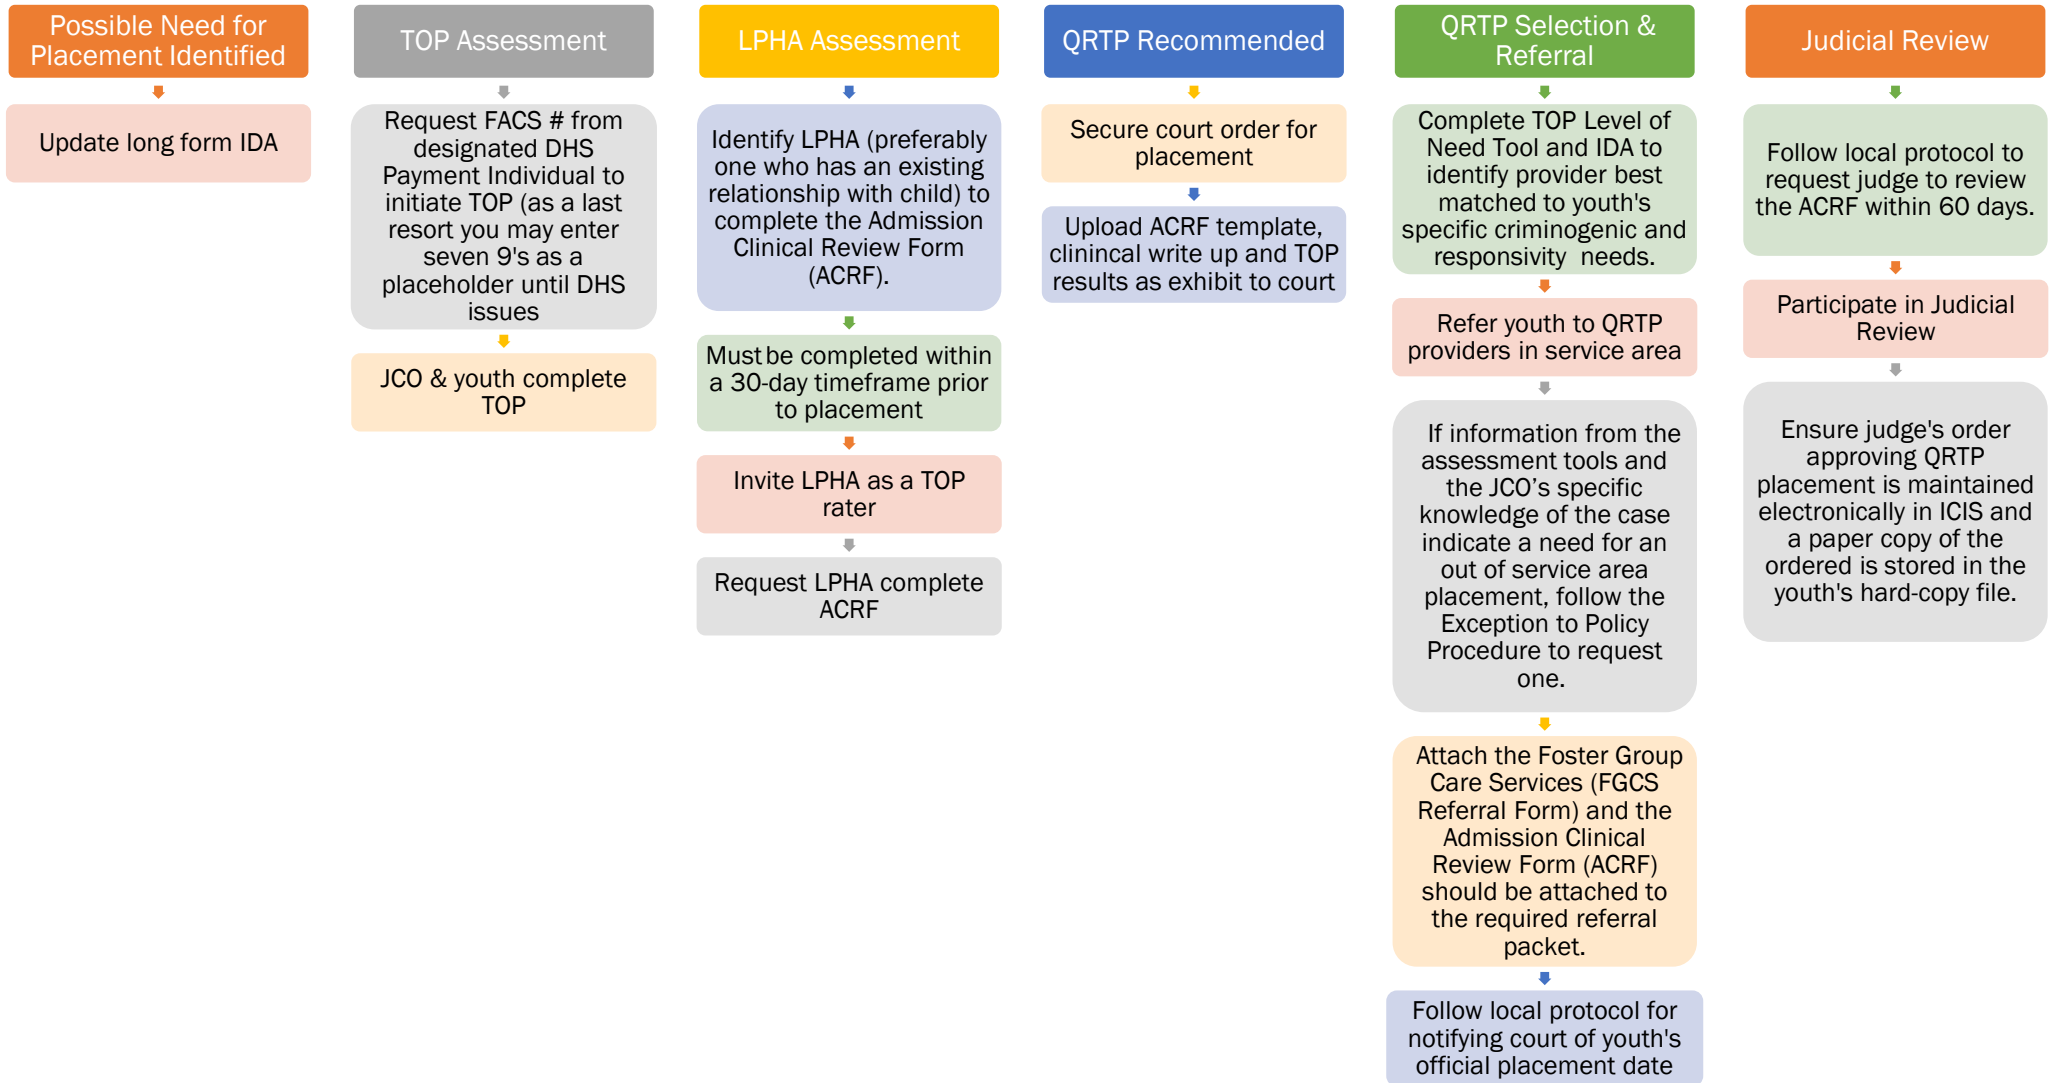 Possible Need for
Placement Identified
Update long form IDA
TOP Assessment
Request FACS # from
designated DHS
Payment Individual to
initiate TOP (as a last
resort you may enter
seven 9's as a
placeholder until DHS
issues
JCO & youth complete
TOP
LPHA Assessment
Identify LPHA (preferably
one who has an existing
relationship with child) to
complete the Admission
Clinical Review Form
(ACRF).
Must be completed within
a 30-day timeframe prior
to placement
Invite LPHA as a TOP
rater
Request LPHA complete
ACRF
QRTP Recommended
Secure court order for
placement
Upload ACRF template,
clinincal write up and TOP
results as exhibit to court
QRTP Selection &
Referral
Complete TOP Level of
Need Tool and IDA to
identify provider best
matched to youth's
specific criminogenic and
responsivity needs.
Refer youth to QRTP
providers in service area
If information from the
assessment tools and
the JCO’s specific
knowledge of the case
indicate a need for an
out of service area
placement, follow the
Exception to Policy
Procedure to request
one.
Attach the Foster Group
Care Services (FGCS
Referral Form) and the
Admission Clinical
Review Form (ACRF)
should be attached to
the required referral
packet.
Follow local protocol for
notifying court of youth's
official placement date
Judicial Review
Follow local protocol to
request judge to review
the ACRF within 60 days.
Participate in Judicial
Review
Ensure judge's order
approving QRTP
placement is maintained
electronically in ICIS and
a paper copy of the
ordered is stored in the
youth's hard-copy file.